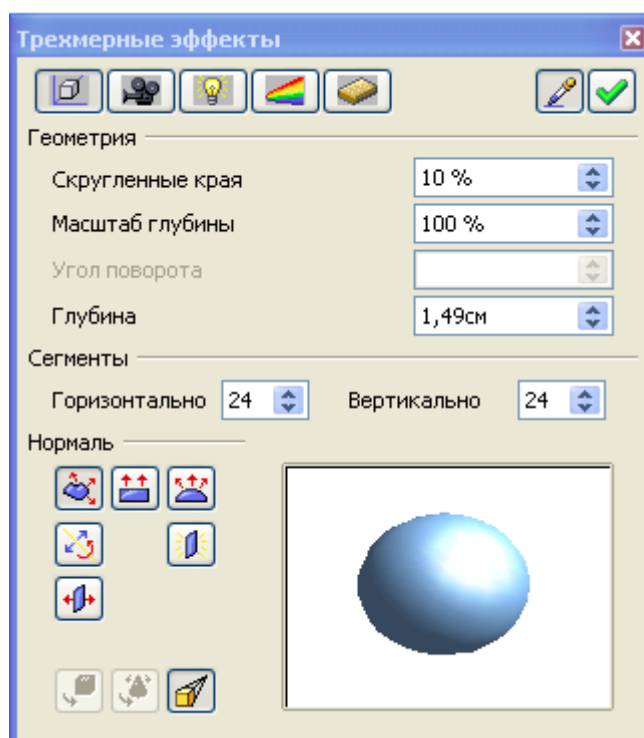 Трехмерные эффекты
Геометрия
Скругленные края 10 %
Масштаб глубины 100 %
Угол поворота
Глубина 1,49см
Сегменты
Горизонтально 24 Вертикально 24
Нормаль